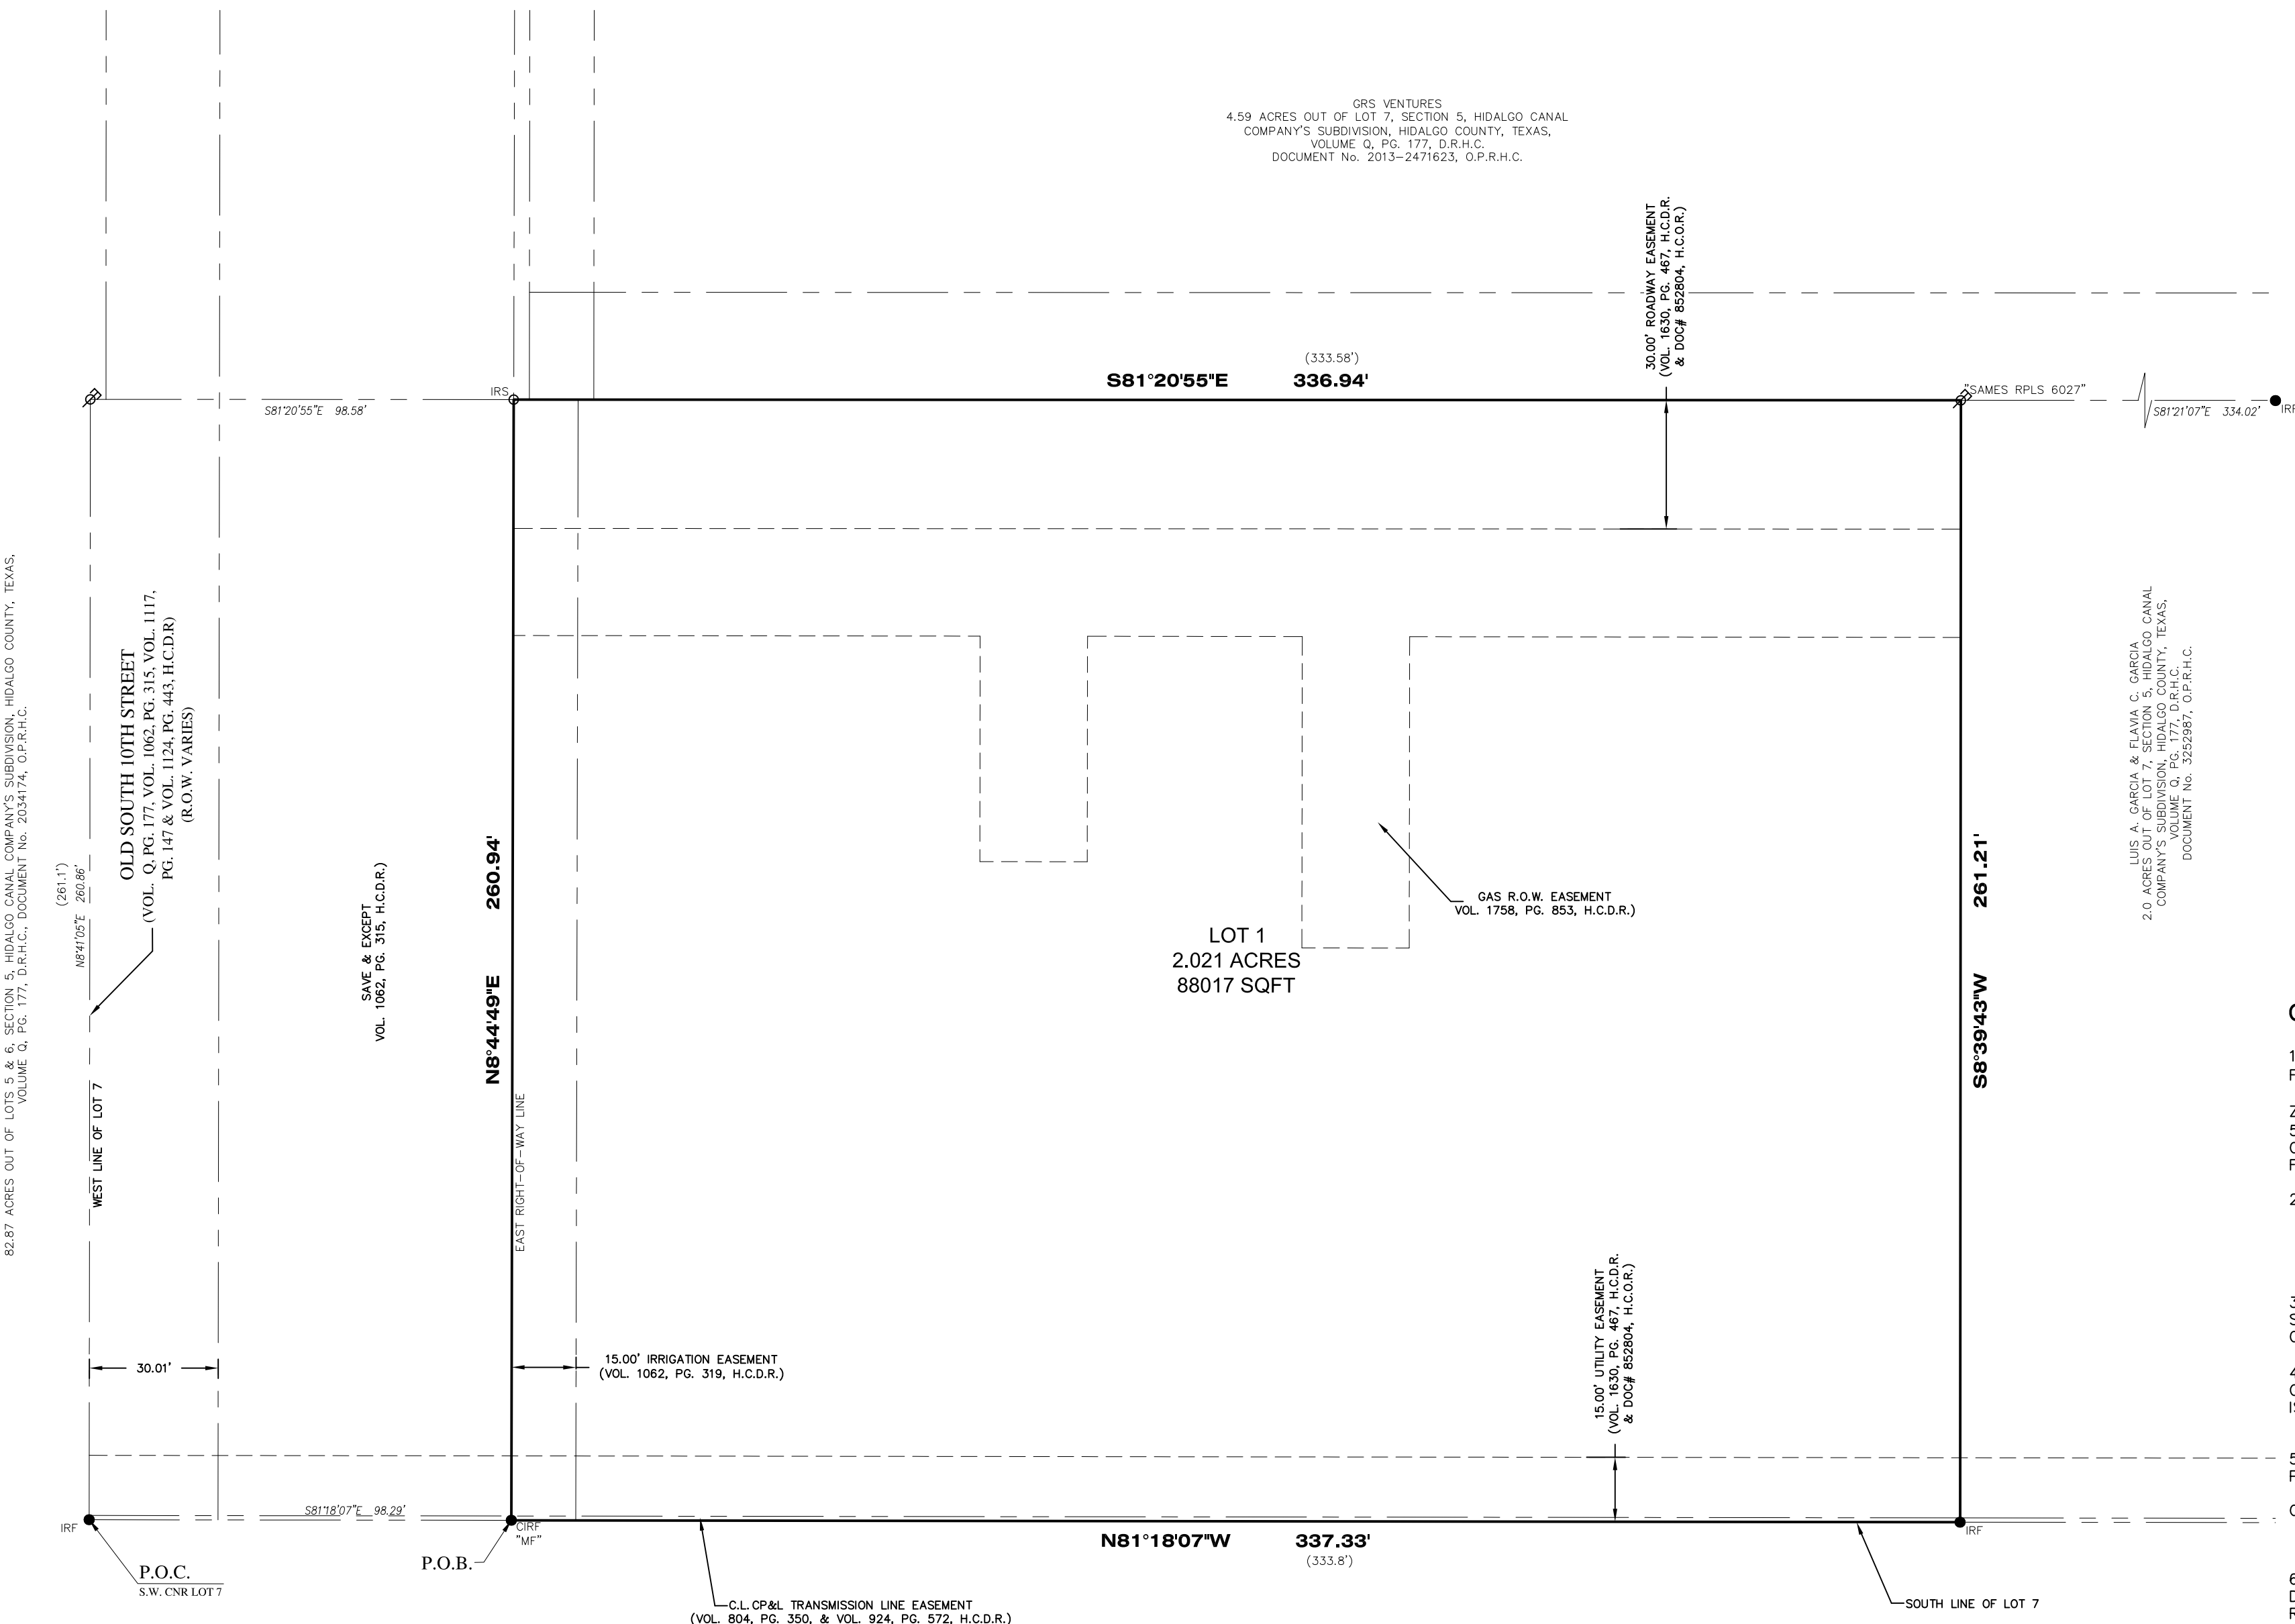 GRS VENTURES
4.59 ACRES OUT OF LOT 7, SECTION 5, HIDALGO CANAL
COMPANY'S SUBDIVISION, HIDALGO COUNTY, TEXAS,
VOLUME Q, PG. 177, D.R.H.C.
DOCUMENT No. 2013-2471623, O.P.R.H.C.
30.00' ROADWAY EASEMENT
(VOL. 1630, PG. 467, H.C.D.R.
& DOC# 852804, H.C.O.R.)
(333.58')
S81°20'55"E 336.94'
IRS
S81°20'55"E 98.58'
"SAMES RPLS 6027"
S81°21'07"E 334.02'
IRF
82.87 ACRES OUT OF LOTS 5 & 6, SECTION 5, HIDALGO CANAL COMPANY'S SUBDIVISION, HIDALGO COUNTY, TEXAS,
VOLUME Q, PG. 177, D.R.H.C., DOCUMENT No. 2034174, O.P.R.H.C.
(261.1')
N8°41'05"E 260.86'
OLD SOUTH 10TH STREET
(VOL. Q, PG. 177, VOL. 1062, PG. 315, VOL. 1117,
PG. 147 & VOL. 1124, PG. 443, H.C.D.R)
(R.O.W. VARIES)
WEST LINE OF LOT 7
SAVE & EXCEPT
VOL. 1062, PG. 315, H.C.D.R.)
N8°44'49"E 260.94'
EAST RIGHT-OF-WAY LINE
GAS R.O.W. EASEMENT
VOL. 1758, PG. 853, H.C.D.R.)
LOT 1
2.021 ACRES
88017 SQFT
S8°39'43"W 261.21'
LUIS A. GARCIA & FLAVIA C. GARCIA
2.0 ACRES OUT OF LOT 7, SECTION 5, HIDALGO CANAL
COMPANY'S SUBDIVISION, HIDALGO COUNTY, TEXAS,
VOLUME Q, PG. 177, D.R.H.C.
DOCUMENT No. 3252987, O.P.R.H.C.
30.01'
15.00' IRRIGATION EASEMENT
(VOL. 1062, PG. 319, H.C.D.R.)
15.00' UTILITY EASEMENT
(VOL. 1630, PG. 467, H.C.D.R.
& DOC# 852804, H.C.O.R.)
S81°18'07"E 98.29'
IRF
CIRF
"MF"
IRF
N81°18'07"W 337.33'
(333.8')
P.O.B.
P.O.C.
S.W. CNR LOT 7
C.L. CP&L TRANSMISSION LINE EASEMENT
(VOL. 804, PG. 350, & VOL. 924, PG. 572, H.C.D.R.)
SOUTH LINE OF LOT 7